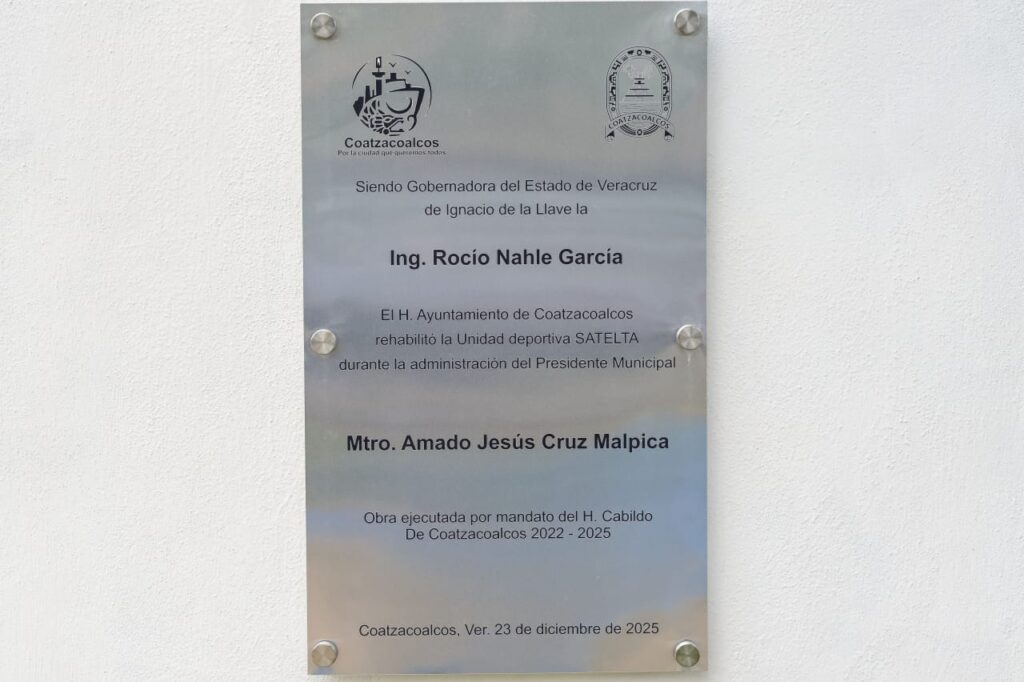 Coatzacoalcos
Por la ciudad que queremos todos
COATZACOALCOS
Siendo Gobernadora del Estado de Veracruz
de Ignacio de la Llave la
Ing. Rocío Nahle García
El H. Ayuntamiento de Coatzacoalcos
rehabilitó la Unidad deportiva SATELTA
durante la administración del Presidente Municipal
Mtro. Amado Jesús Cruz Malpica
Obra ejecutada por mandato del H. Cabildo
De Coatzacoalcos 2022 - 2025
Coatzacoalcos, Ver. 23 de diciembre de 2025